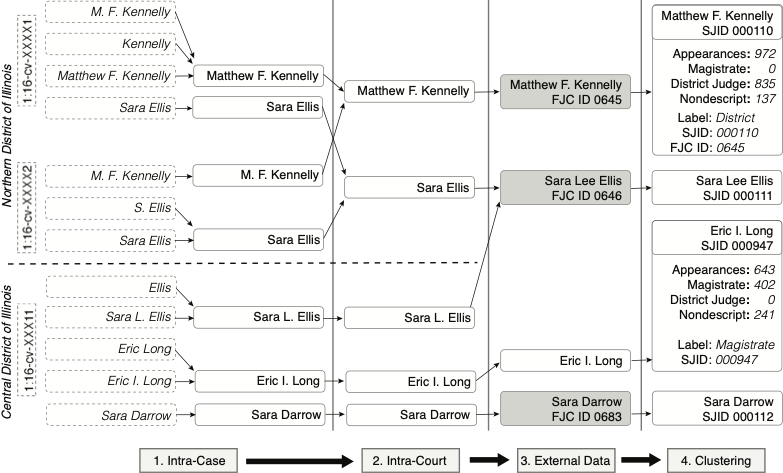 Northern District of Illinois
1:16-cv-XXXX1
M. F. Kennelly
Kennelly
Matthew F. Kennelly
Sara Ellis
1:16-cv-XXXX2
M. F. Kennelly
S. Ellis
Sara Ellis
Central District of Illinois
1:16-cv-XXX11
Ellis
Sara L. Ellis
Eric Long
Eric I. Long
Sara Darrow
Matthew F. Kennelly
Sara Ellis
M. F. Kennelly
Sara Ellis
Sara L. Ellis
Eric I. Long
Sara Darrow
Matthew F. Kennelly
Sara Ellis
Sara L. Ellis
Eric I. Long
Sara Darrow
Matthew F. Kennelly
FJC ID 0645
Sara Lee Ellis
FJC ID 0646
Eric I. Long
Sara Darrow
FJC ID 0683
Matthew F. Kennelly
SJID 000110
Appearances: 972
Magistrate: 0
District Judge: 835
Nondescript: 137
Label: District
SJID: 000110
FJC ID: 0645
Sara Lee Ellis
SJID 000111
Eric I. Long
SJID 000947
Appearances: 643
Magistrate: 402
District Judge: 0
Nondescript: 241
Label: Magistrate
SJID: 000947
Sara Darrow
SJID 000112
1. Intra-Case
2. Intra-Court
3. External Data
4. Clustering